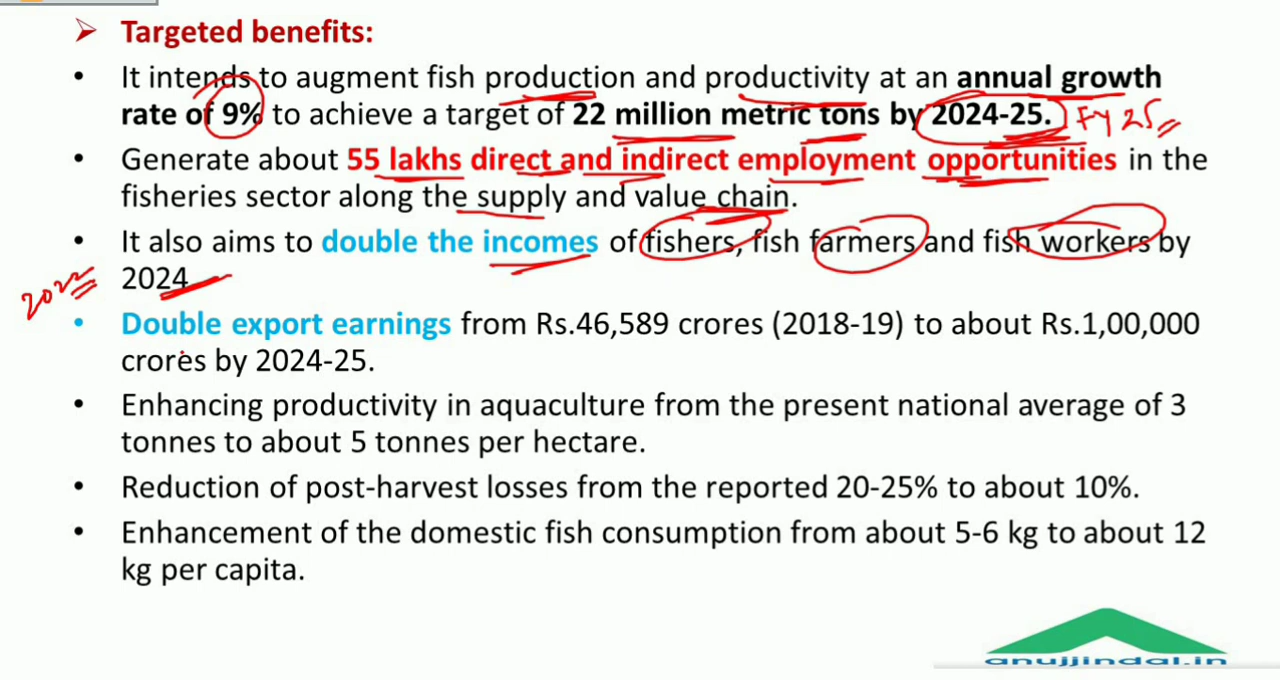 Targeted benefits:
It intends to augment fish production and productivity at an annual growth
rate of 9% to achieve a target of 22 million metric tons by 2024-25. FY 25
Generate about 55 lakhs direct and indirect employment opportunities in the
fisheries sector along the supply and value chain.
It also aims to double the incomes of fishers, fish farmers and fish workers by
2024
2022
Double export earnings from Rs.46,589 crores (2018-19) to about Rs.1,00,000
crores by 2024-25.
Enhancing productivity in aquaculture from the present national average of 3
tonnes to about 5 tonnes per hectare.
Reduction of post-harvest losses from the reported 20-25% to about 10%.
Enhancement of the domestic fish consumption from about 5-6 kg to about 12
kg per capita.
anujjindal.in